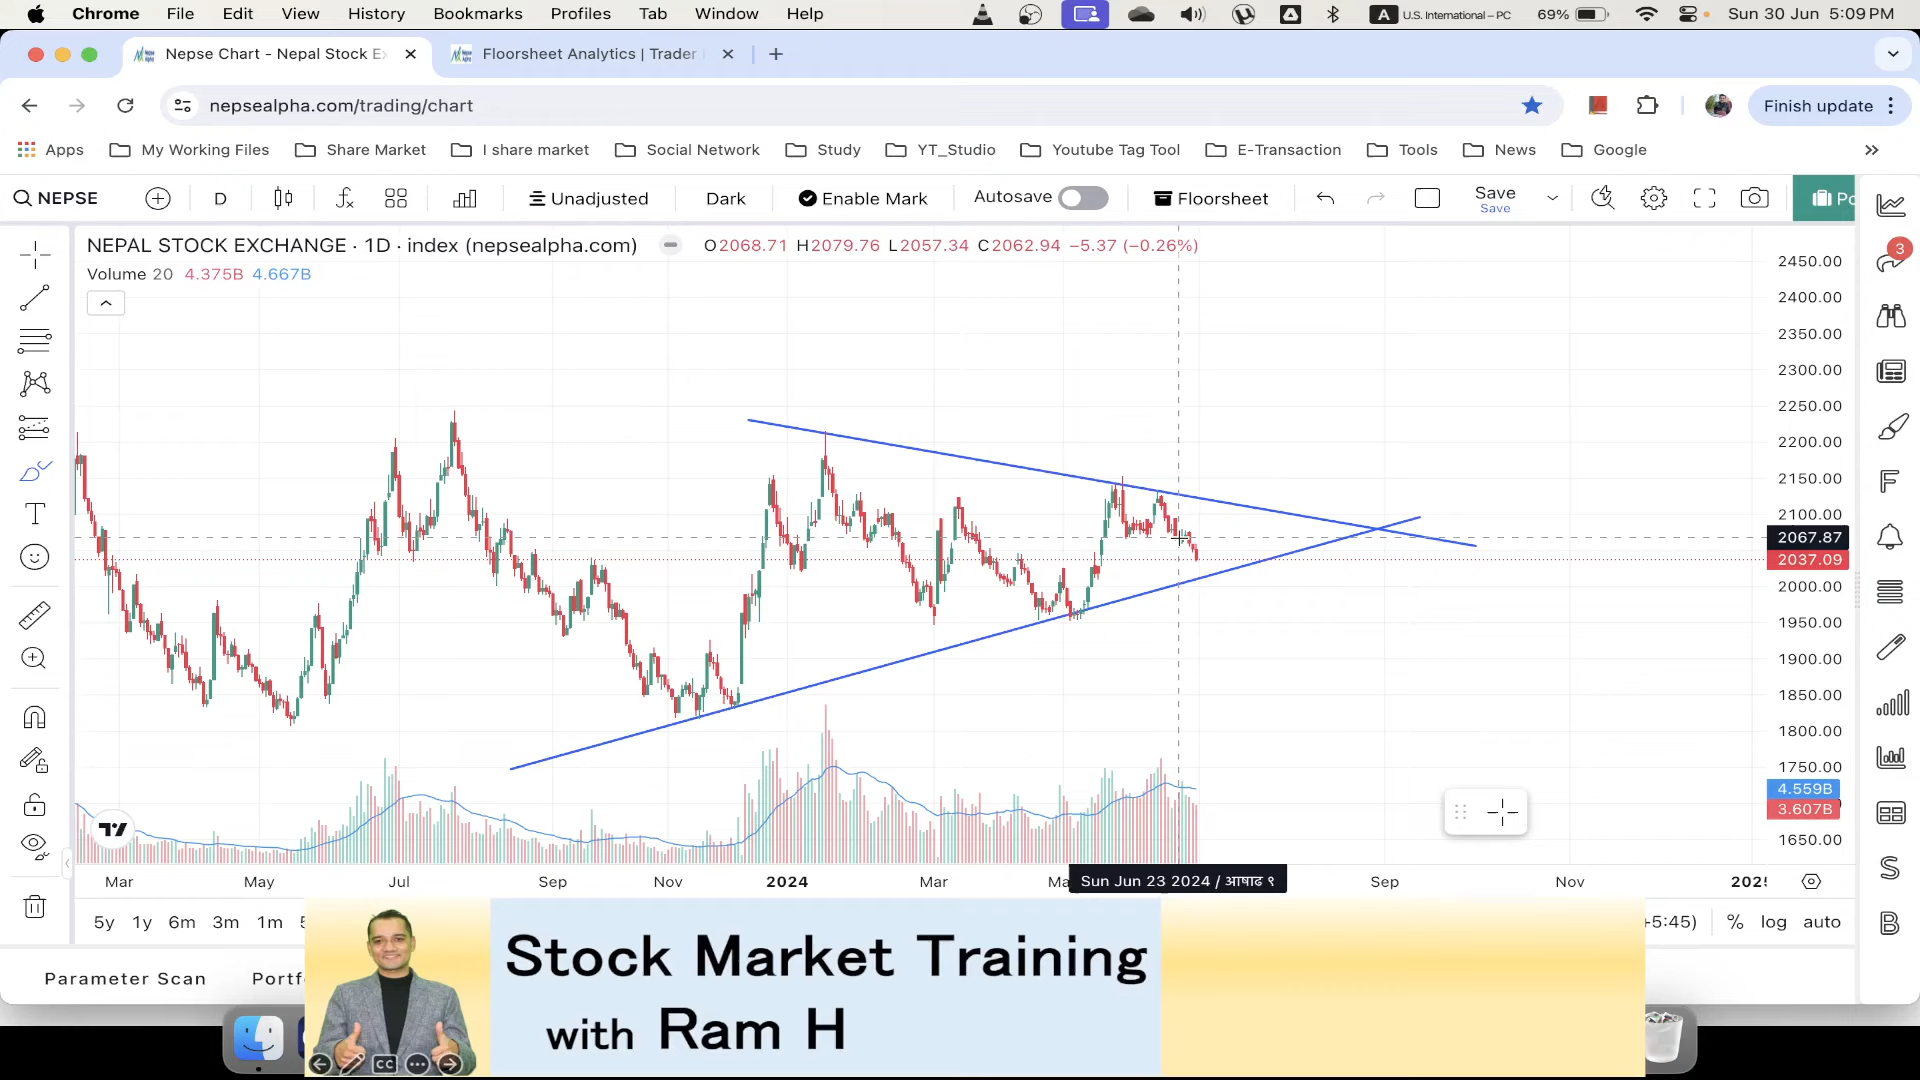 Chrome File Edit View History Bookmarks Profiles Tab Window Help A U.S. International – PC 69% Sun 30 Jun 5:09 PM
Nepse Chart - Nepal Stock Ex Floorsheet Analytics | Trader
nepsealpha.com/trading/chart Finish update
Apps My Working Files Share Market I share market Social Network Study YT_Studio Youtube Tag Tool E-Transaction Tools News Google
NEPSE D Unadjusted Dark Enable Mark Autosave Floorsheet Save Po
Save
NEPAL STOCK EXCHANGE · 1D · index (nepsealpha.com) O2068.71 H2079.76 L2057.34 C2062.94 −5.37 (−0.26%)
Volume 20 4.375B 4.667B
3
2450.00
2400.00
2350.00
2300.00
2250.00
2200.00
2150.00
2100.00
2067.87
2037.09
2000.00
1950.00
1900.00
1850.00
1800.00
1750.00
4.559B
3.607B
1650.00
Mar May Jul Sep Nov 2024 Mar Ma Sun Jun 23 2024 / आषाढ ९ Sep Nov 2025
5y 1y 6m 3m 1m +5:45) % log auto
Parameter Scan Portf
Stock Market Training
with Ram H
CC